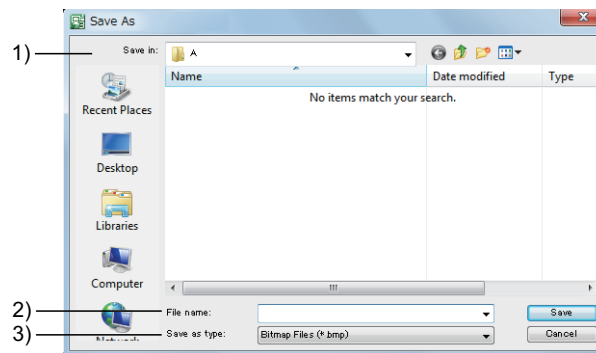 Save As
1)
Save in:
A
Name
Date modified
Type
No items match your search.
Recent Places
Desktop
Libraries
Computer
2)
File name:
Save
3)
Save as type:
Bitmap Files (*.bmp)
Cancel
Network